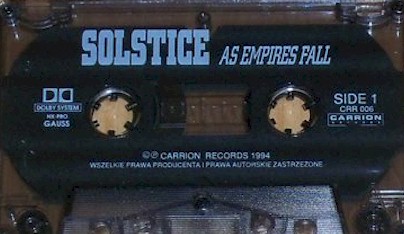 SOLSTICE AS EMPIRES FALL
DOLBY SYSTEM
HX-PRO
GAUSS
SIDE 1
CRR 006
CARRION
RECORDS
©℗ CARRION RECORDS 1994
WSZELKIE PRAWA PRODUCENTA I PRAWA AUTORSKIE ZASTRZEŻONE